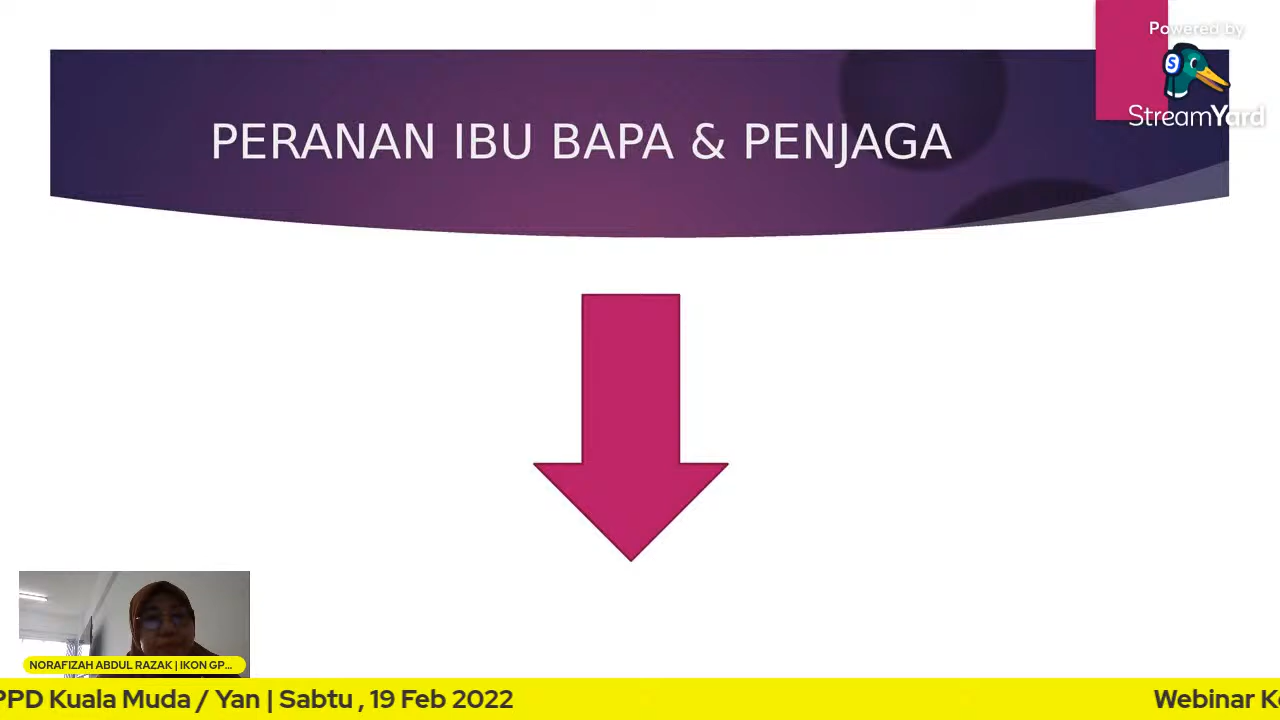 Powered by
S
StreamYard
PERANAN IBU BAPA & PENJAGA
NORAFIZAH ABDUL RAZAK | IKON GP...
PPD Kuala Muda / Yan | Sabtu , 19 Feb 2022
Webinar Ke